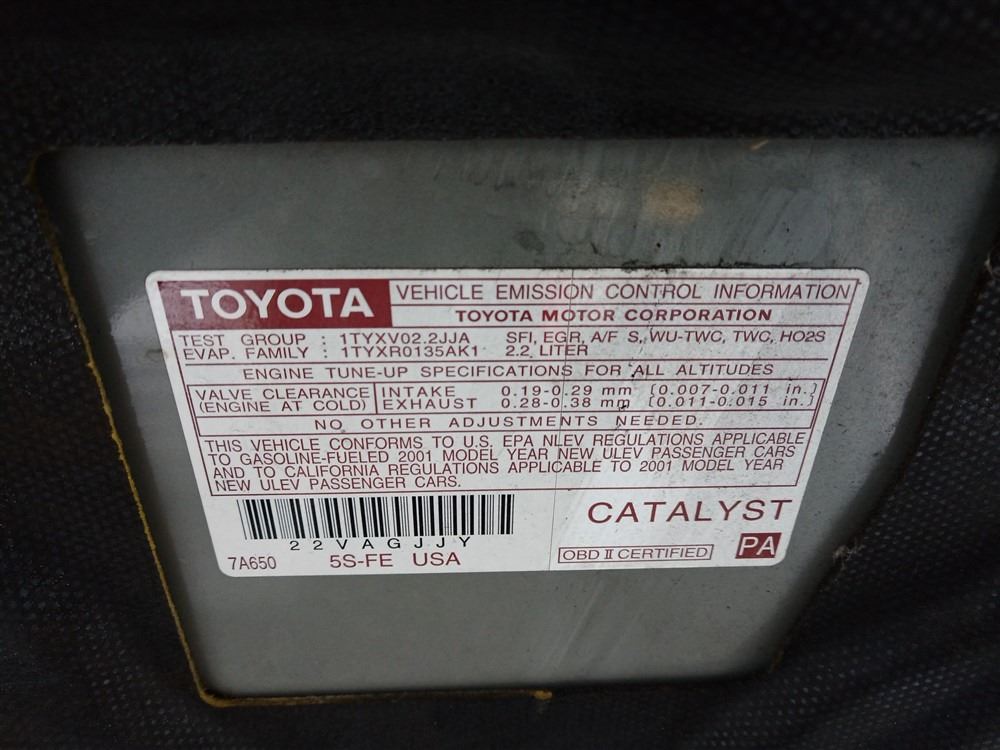 TOYOTA VEHICLE EMISSION CONTROL INFORMATION
TOYOTA MOTOR CORPORATION
TEST GROUP : 1TYXV02.2JJA SFI, EGR, A/F S, WU-TWC, TWC, HO2S
EVAP. FAMILY : 1TYXR0135AK1 2.2 LITER
ENGINE TUNE-UP SPECIFICATIONS FOR ALL ALTITUDES
VALVE CLEARANCE INTAKE 0.19-0.29 mm (0.007-0.011 in.)
(ENGINE AT COLD) EXHAUST 0.28-0.38 mm (0.011-0.015 in.)
NO OTHER ADJUSTMENTS NEEDED.
THIS VEHICLE CONFORMS TO U.S. EPA NLEV REGULATIONS APPLICABLE
TO GASOLINE-FUELED 2001 MODEL YEAR NEW ULEV PASSENGER CARS
AND TO CALIFORNIA REGULATIONS APPLICABLE TO 2001 MODEL YEAR
NEW ULEV PASSENGER CARS.
CATALYST
22VAGJJY
OBD II CERTIFIED PA
7A650 5S-FE USA